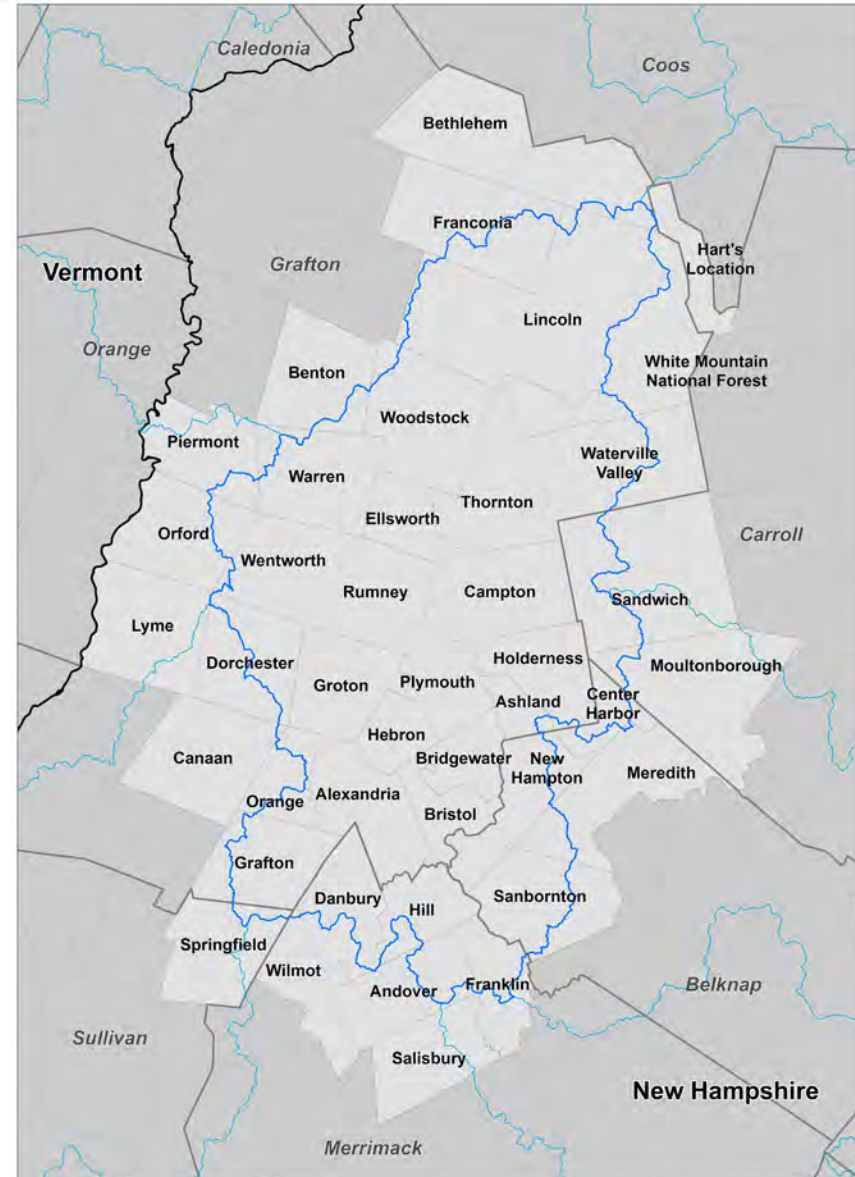 Caledonia
Coos
Bethlehem
Franconia
Hart's
Location
Vermont
Grafton
Lincoln
Orange
Benton
White Mountain
National Forest
Woodstock
Piermont
Warren
Waterville
Valley
Thornton
Ellsworth
Orford
Carroll
Wentworth
Rumney
Campton
Sandwich
Lyme
Dorchester
Holderness
Moultonborough
Groton
Plymouth
Ashland
Center
Harbor
Hebron
Canaan
Bridgewater
New
Hampton
Meredith
Orange
Alexandria
Bristol
Grafton
Danbury
Hill
Sanbornton
Springfield
Wilmot
Andover
Franklin
Belknap
Sullivan
Salisbury
New Hampshire
Merrimack